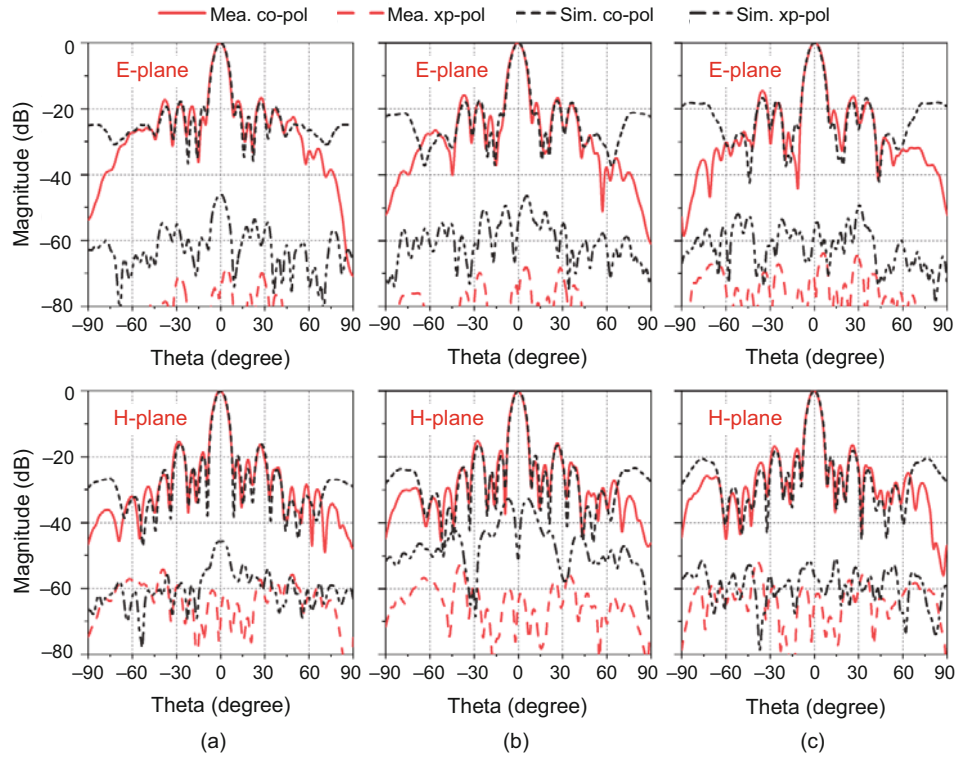 Mea. co-pol Mea. xp-pol Sim. co-pol Sim. xp-pol
E-plane E-plane E-plane
Magnitude (dB)
0
−20
−40
−60
−80
−90 −60 −30 0 30 60 90
−90 −60 −30 0 30 60 90
−90 −60 −30 0 30 60 90
Theta (degree) Theta (degree) Theta (degree)
H-plane H-plane H-plane
Magnitude (dB)
0
−20
−40
−60
−80
−90 −60 −30 0 30 60 90
−90 −60 −30 0 30 60 90
−90 −60 −30 0 30 60 90
Theta (degree) Theta (degree) Theta (degree)
(a) (b) (c)